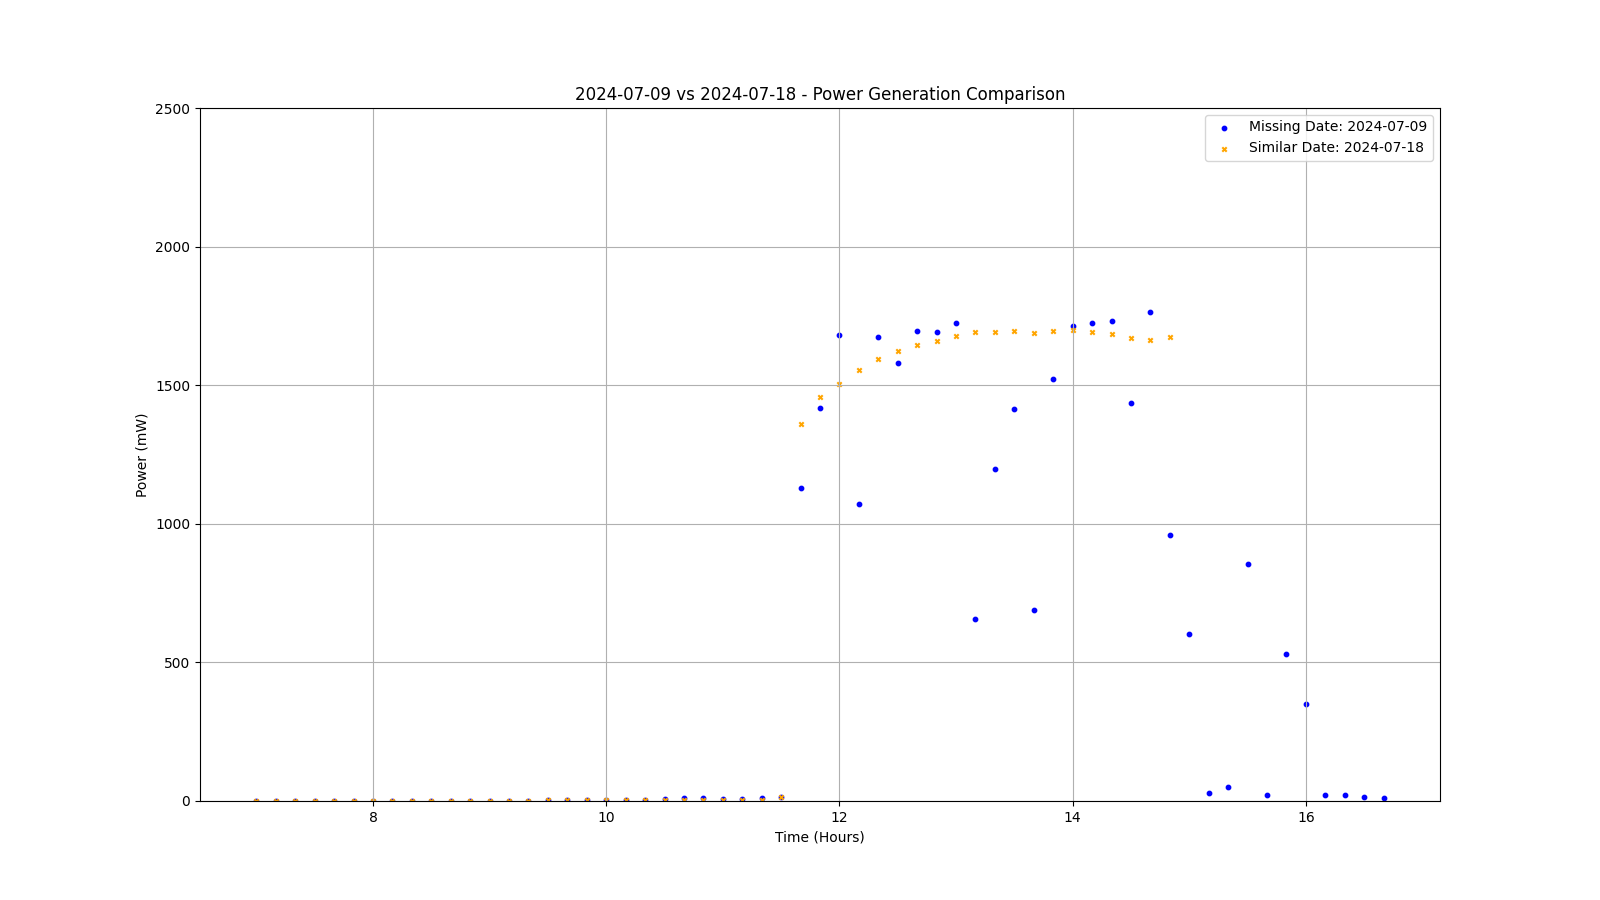 2024-07-09 vs 2024-07-18 - Power Generation Comparison
Missing Date: 2024-07-09
Similar Date: 2024-07-18
2500
2000
1500
1000
500
0
Power (mW)
8 10 12 14 16
Time (Hours)